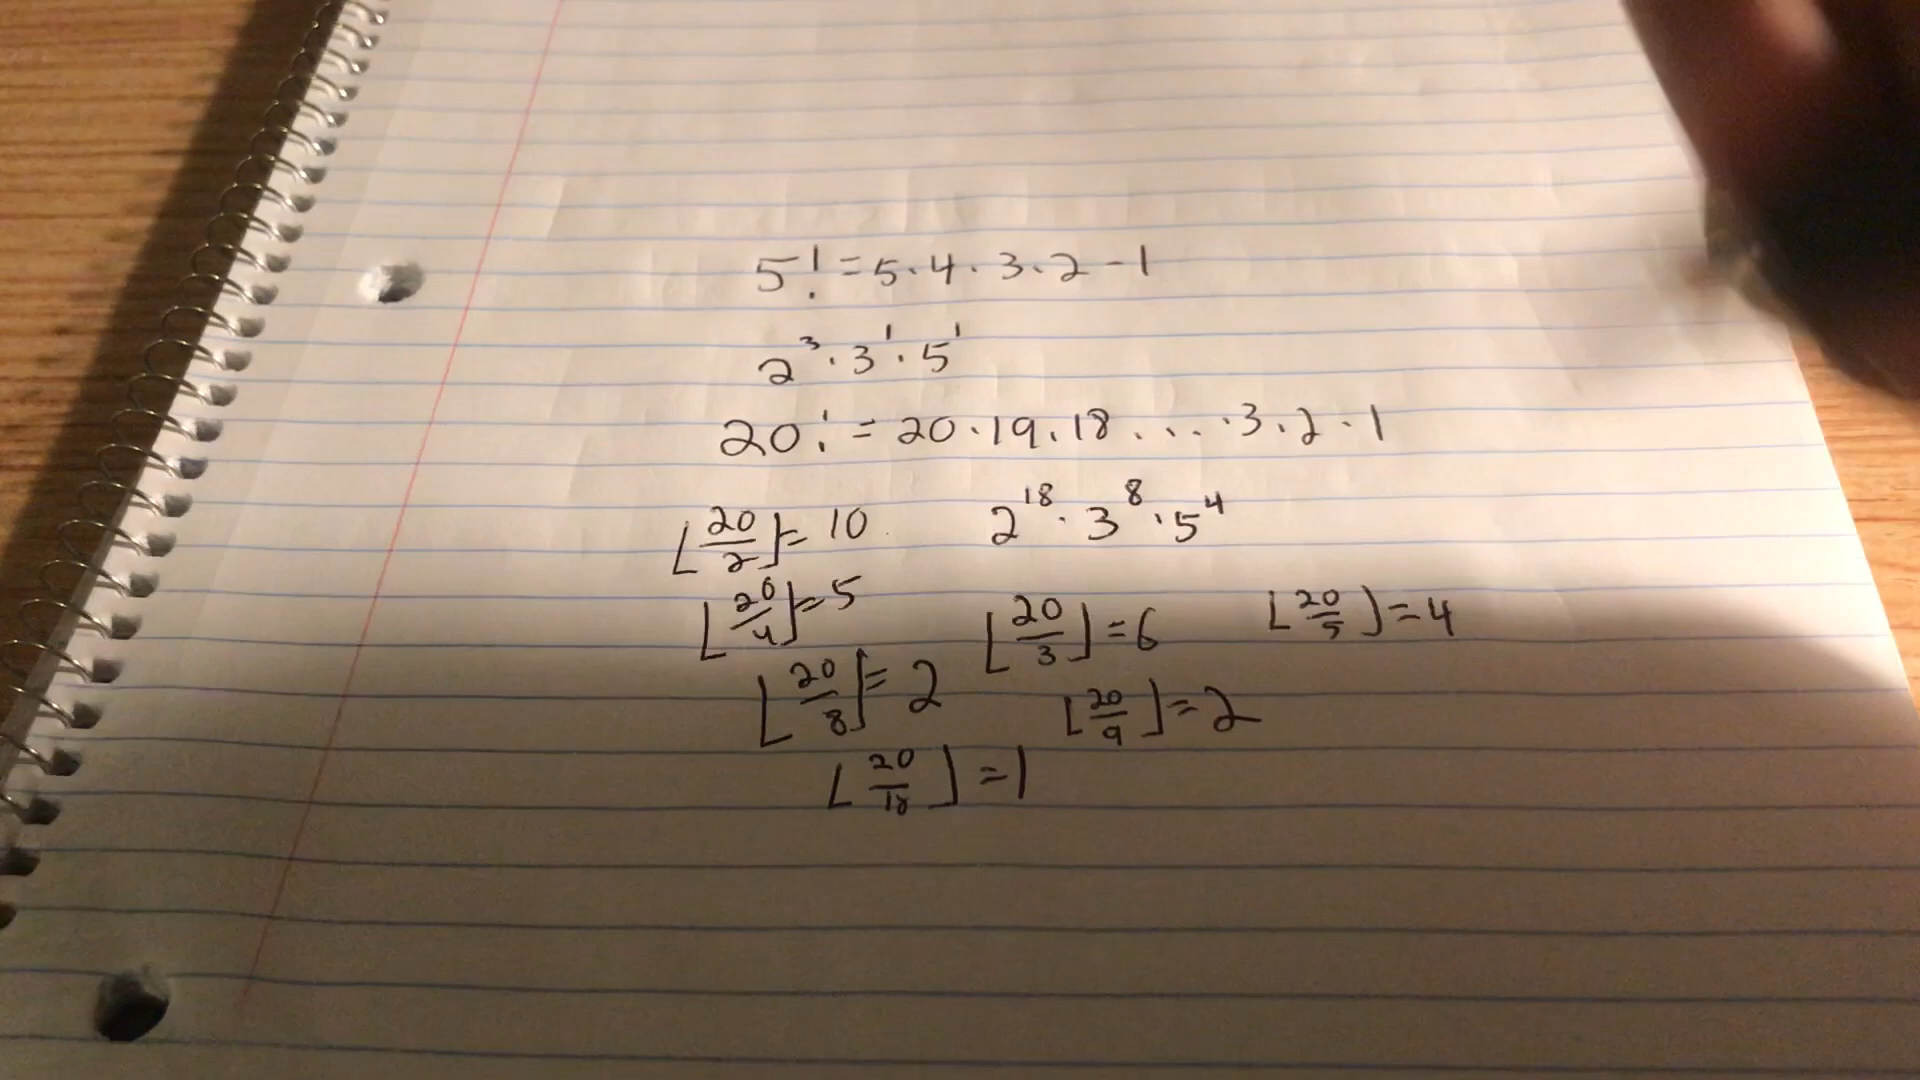 5! = 5 · 4 · 3 · 2 - 1
2³ · 3¹ · 5¹
20! = 20 · 19 · 18 . . . · 3 · 2 · 1
⌊20/2⌋ = 10 2¹⁸ · 3⁸ · 5⁴
⌊20/4⌋ = 5 ⌊20/3⌋ = 6 ⌊20/5⌋ = 4
⌊20/8⌋ = 2 ⌊20/9⌋ = 2
⌊20/18⌋ = 1